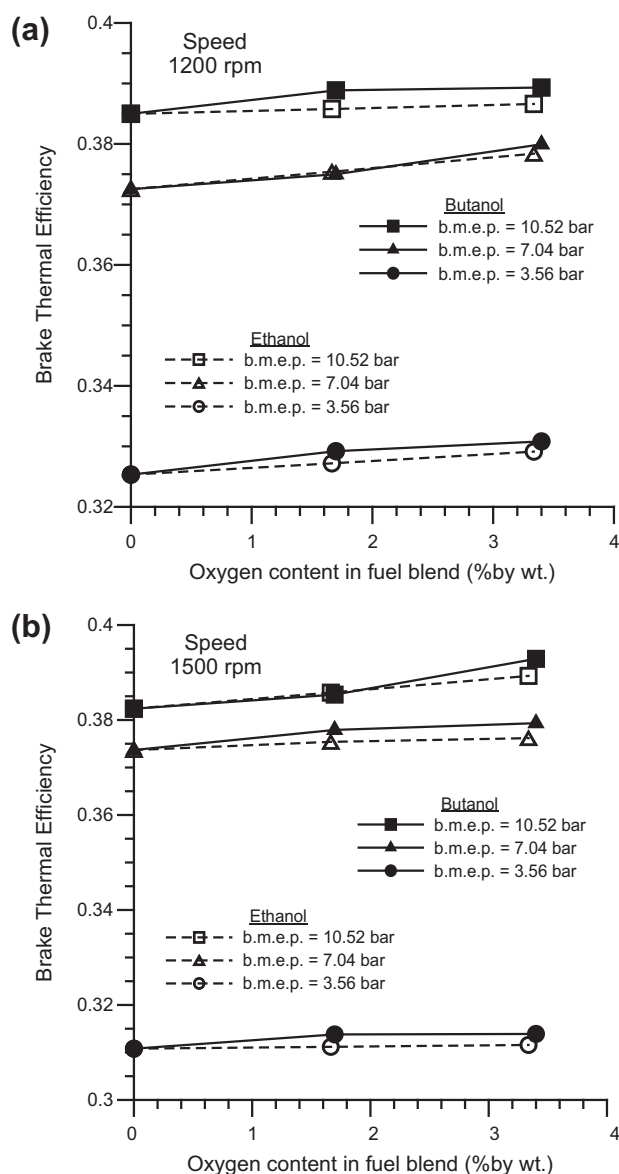 (a)
Speed
1200 rpm
0.4
0.38
0.36
0.34
0.32
Brake Thermal Efficiency
Butanol
b.m.e.p. = 10.52 bar
b.m.e.p. = 7.04 bar
b.m.e.p. = 3.56 bar
Ethanol
b.m.e.p. = 10.52 bar
b.m.e.p. = 7.04 bar
b.m.e.p. = 3.56 bar
0 1 2 3 4
Oxygen content in fuel blend (%by wt.)
(b)
Speed
1500 rpm
0.4
0.38
0.36
0.34
0.32
0.3
Brake Thermal Efficiency
Butanol
b.m.e.p. = 10.52 bar
b.m.e.p. = 7.04 bar
b.m.e.p. = 3.56 bar
Ethanol
b.m.e.p. = 10.52 bar
b.m.e.p. = 7.04 bar
b.m.e.p. = 3.56 bar
0 1 2 3 4
Oxygen content in fuel blend (%by wt.)